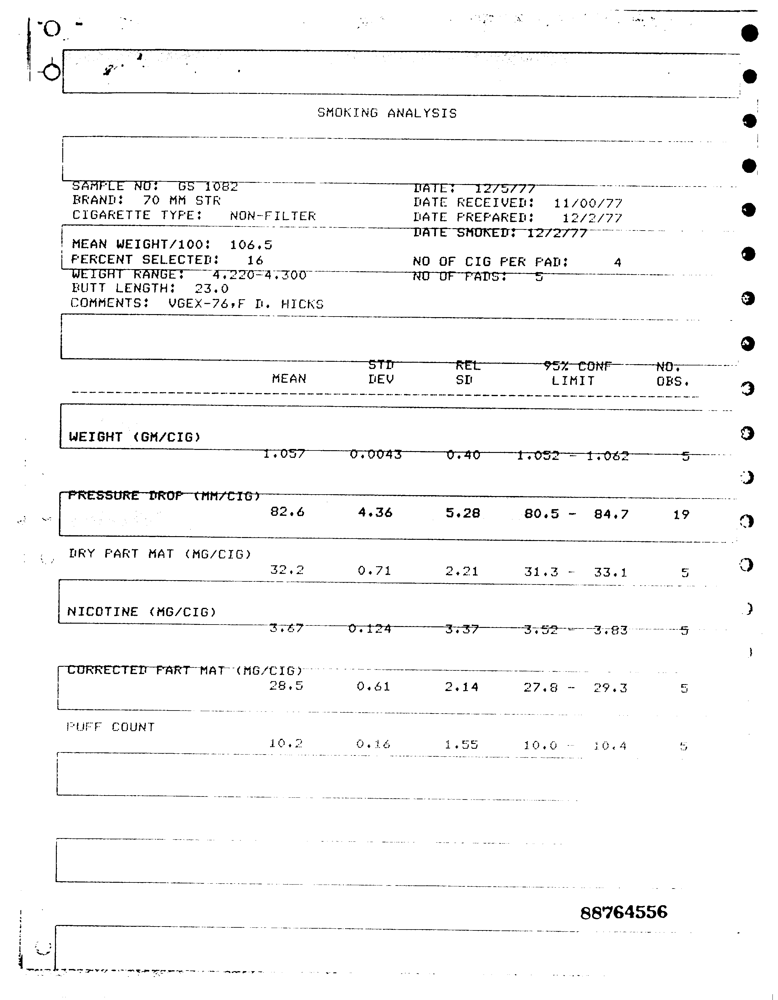 SMOKING ANALYSIS
SAMPLE NO: GS 1082 DATE: 12/5/77
BRAND: 70 MM STR DATE RECEIVED: 11/00/77
CIGARETTE TYPE: NON-FILTER DATE PREPARED: 12/2/77
DATE SMOKED: 12/2/77
MEAN WEIGHT/100: 106.5
PERCENT SELECTED: 16 NO OF CIG PER PAD: 4
WEIGHT RANGE: 4.220-4.300 NO OF PADS: 5
BUTT LENGTH: 23.0
COMMENTS: VGEX-76,F D. HICKS
STD REL 95% CONF NO.
MEAN DEV SD LIMIT OBS.
WEIGHT (GM/CIG)
1.057 0.0043 0.40 1.052 - 1.062 5
PRESSURE DROP (MM/CIG)
82.6 4.36 5.28 80.5 - 84.7 19
DRY PART MAT (MG/CIG)
32.2 0.71 2.21 31.3 - 33.1 5
NICOTINE (MG/CIG)
3.67 0.124 3.37 3.52 - 3.83 5
CORRECTED PART MAT (MG/CIG)
28.5 0.61 2.14 27.8 - 29.3 5
PUFF COUNT
10.2 0.16 1.55 10.0 - 10.4 5
88764556